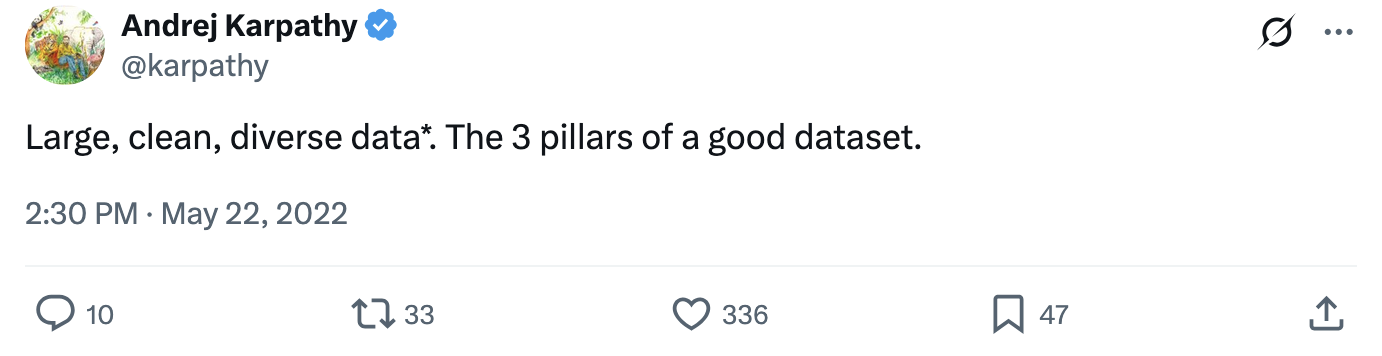 Andrej Karpathy
@karpathy
Large, clean, diverse data*. The 3 pillars of a good dataset.
2:30 PM · May 22, 2022
10 33 336 47